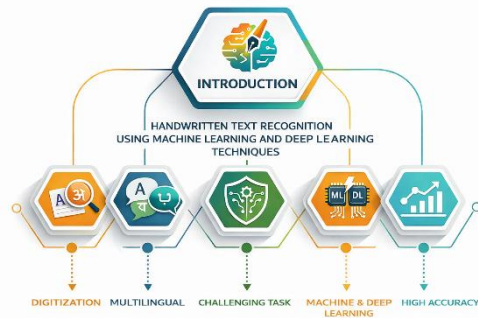 INTRODUCTION
HANDWRITTEN TEXT RECOGNITION
USING MACHINE LEARNING AND DEEP LEARNING
TECHNIQUES
A अ
A व
ML DL
DIGITIZATION
MULTILINGUAL
CHALLENGING TASK
MACHINE & DEEP
LEARNING
HIGH ACCURACY